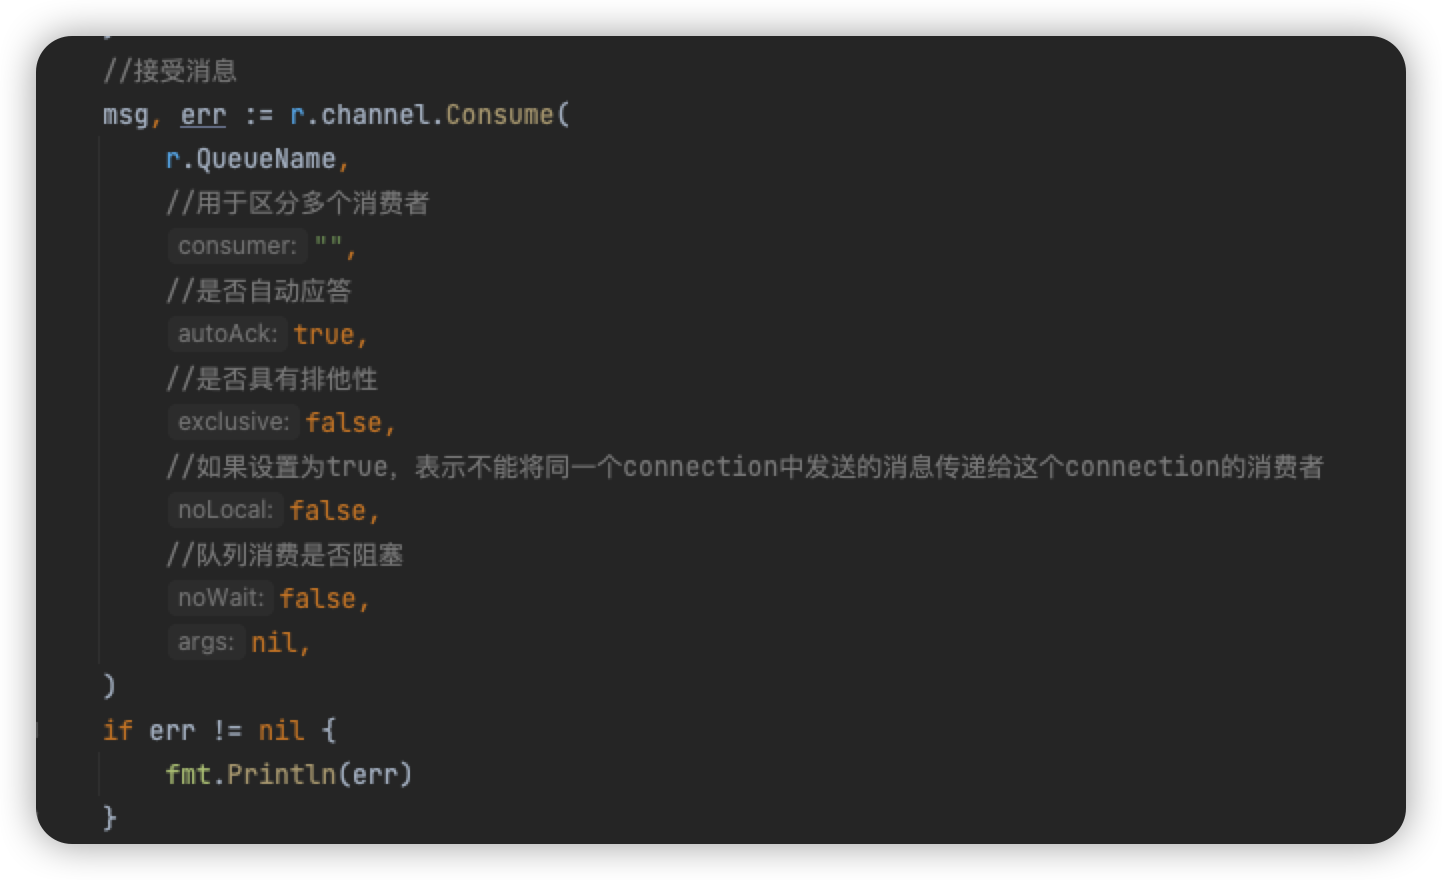 //接受消息
msg, err := r.channel.Consume(
r.QueueName,
//用于区分多个消费者
consumer: "",
//是否自动应答
autoAck: true,
//是否具有排他性
exclusive: false,
//如果设置为true，表示不能将同一个connection中发送的消息传递给这个connection的消费者
noLocal: false,
//队列消费是否阻塞
noWait: false,
args: nil,
)
if err != nil {
fmt.Println(err)
}